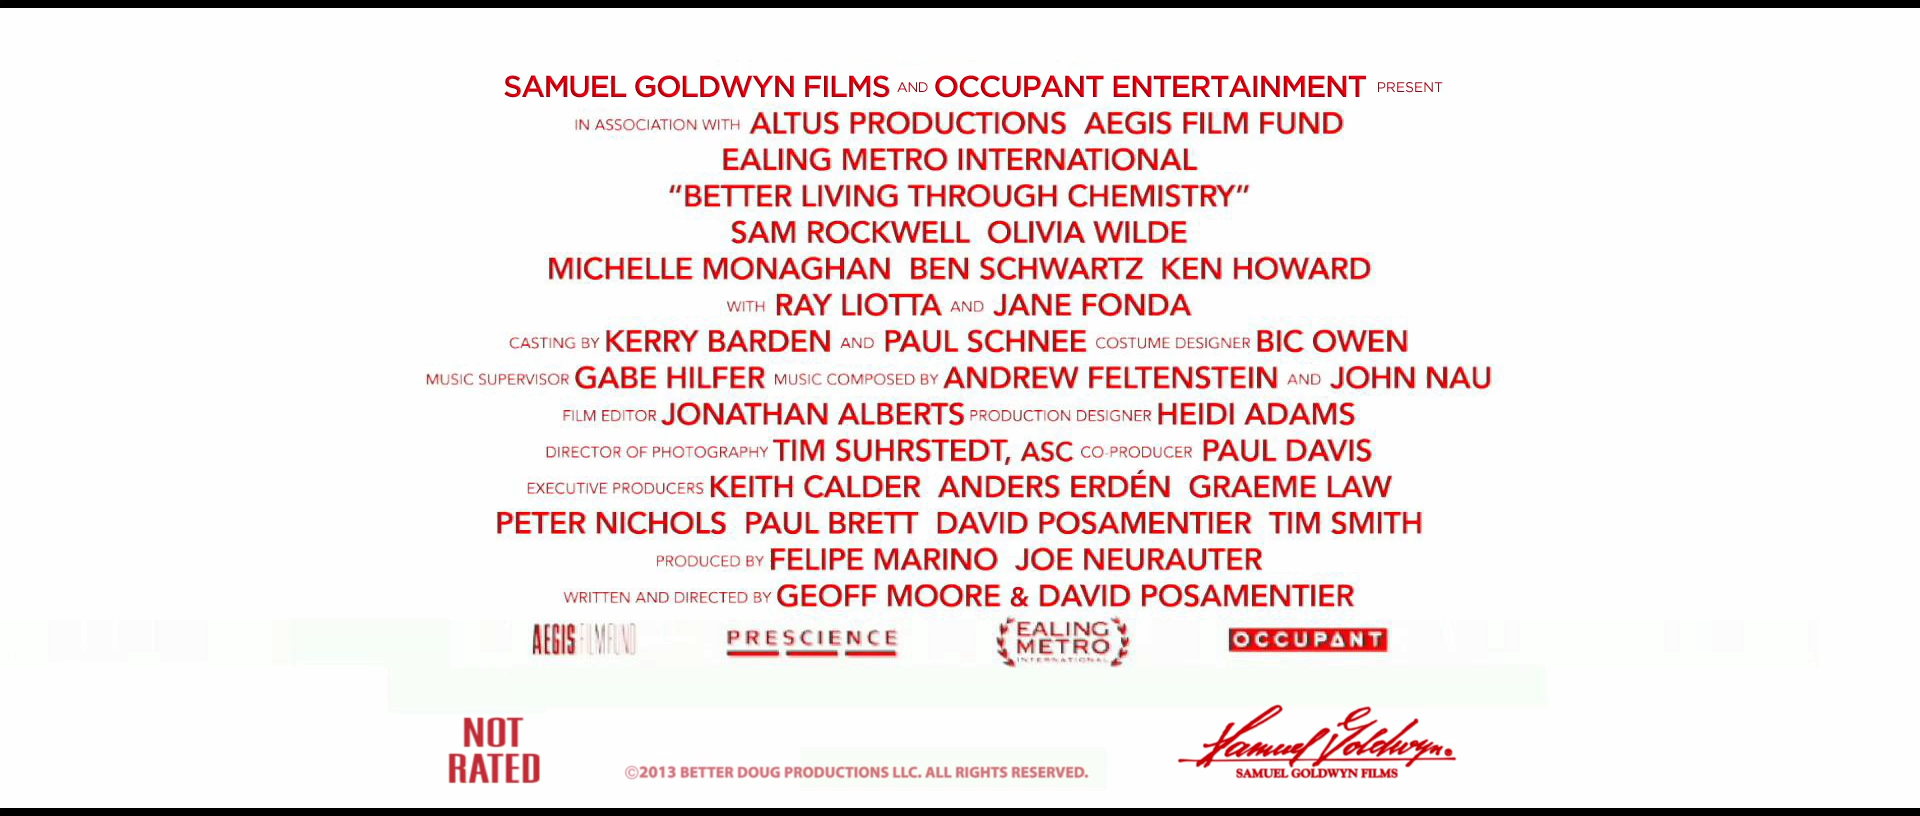 SAMUEL GOLDWYN FILMS AND OCCUPANT ENTERTAINMENT PRESENT
IN ASSOCIATION WITH ALTUS PRODUCTIONS AEGIS FILM FUND
EALING METRO INTERNATIONAL
“BETTER LIVING THROUGH CHEMISTRY”
SAM ROCKWELL OLIVIA WILDE
MICHELLE MONAGHAN BEN SCHWARTZ KEN HOWARD
WITH RAY LIOTTA AND JANE FONDA
CASTING BY KERRY BARDEN AND PAUL SCHNEE COSTUME DESIGNER BIC OWEN
MUSIC SUPERVISOR GABE HILFER MUSIC COMPOSED BY ANDREW FELTENSTEIN AND JOHN NAU
FILM EDITOR JONATHAN ALBERTS PRODUCTION DESIGNER HEIDI ADAMS
DIRECTOR OF PHOTOGRAPHY TIM SUHRSTEDT, ASC CO-PRODUCER PAUL DAVIS
EXECUTIVE PRODUCERS KEITH CALDER ANDERS ERDÉN GRAEME LAW
PETER NICHOLS PAUL BRETT DAVID POSAMENTIER TIM SMITH
PRODUCED BY FELIPE MARINO JOE NEURAUTER
WRITTEN AND DIRECTED BY GEOFF MOORE & DAVID POSAMENTIER
AEGIS FILM FUND PRESCIENCE EALING METRO INTERNATIONAL OCCUPANT
NOT RATED
©2013 BETTER DOUG PRODUCTIONS LLC. ALL RIGHTS RESERVED.
Samuel Goldwyn.
SAMUEL GOLDWYN FILMS